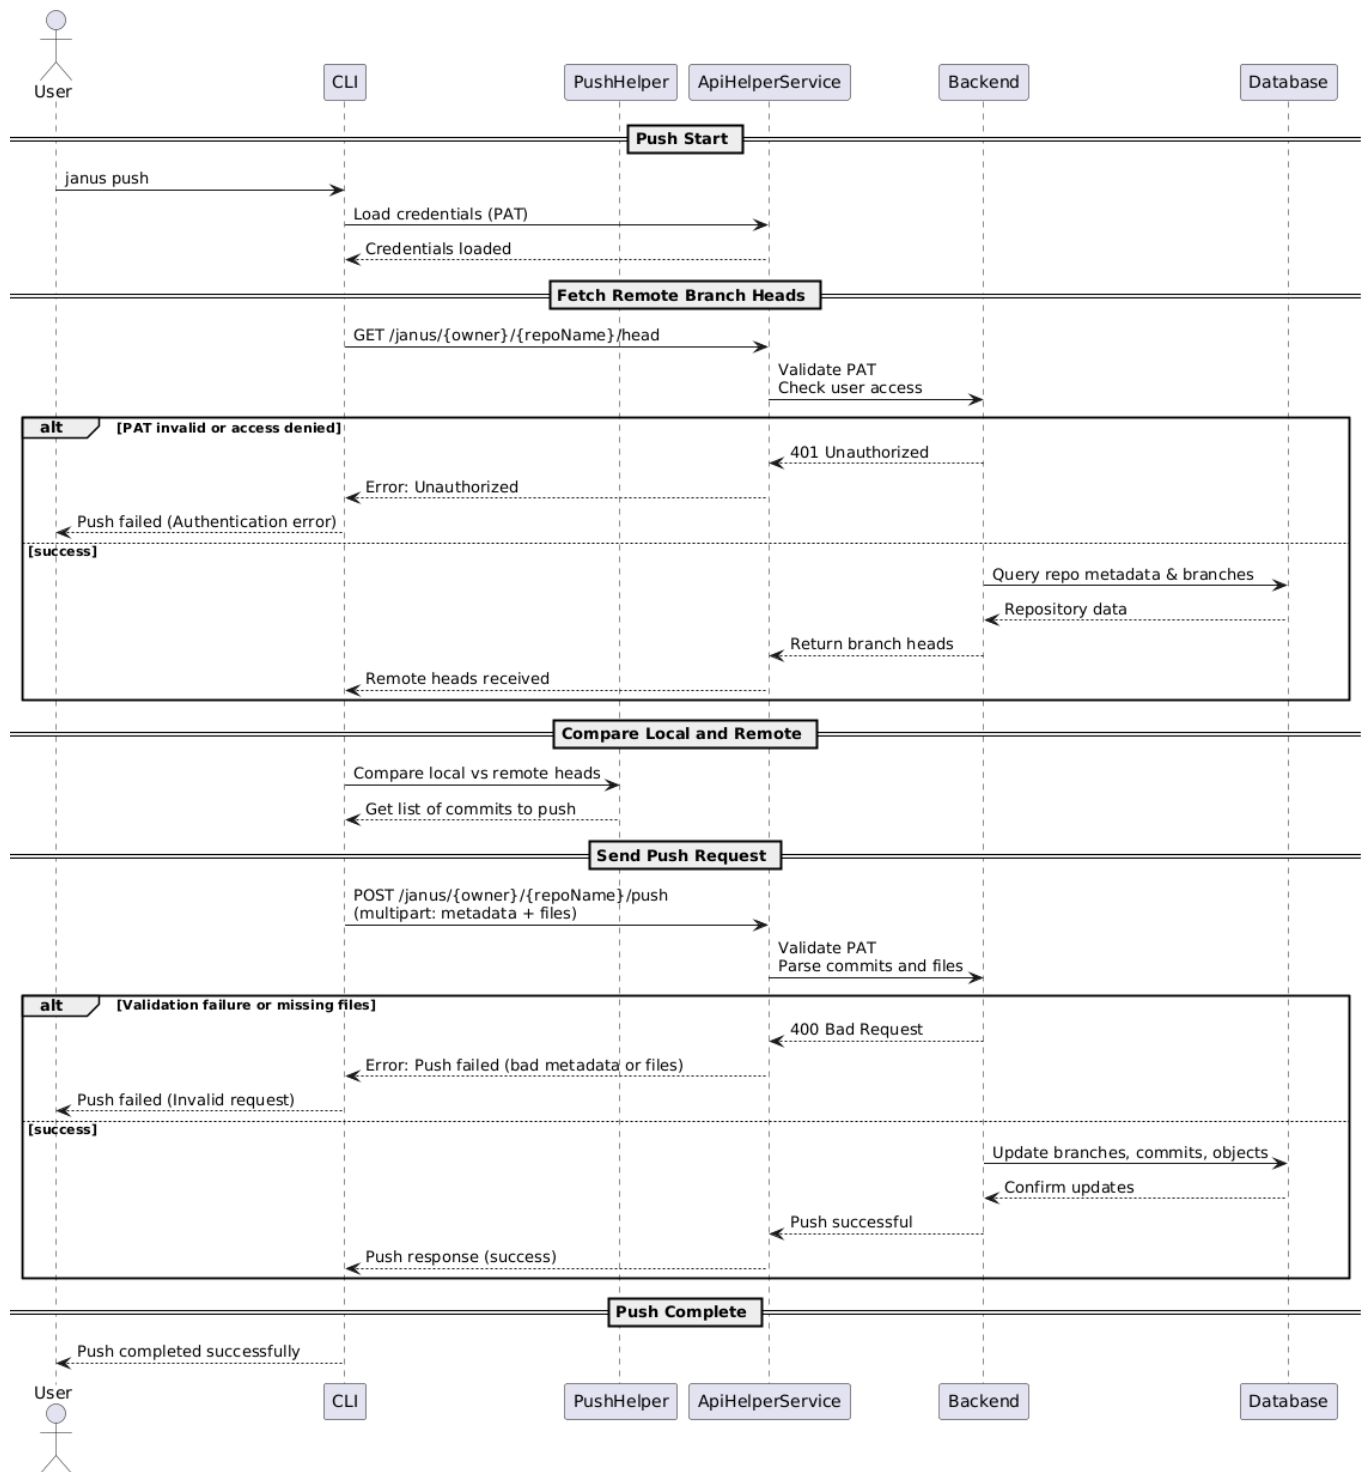 User
CLI
PushHelper
ApiHelperService
Backend
Database
Push Start
janus push
Load credentials (PAT)
Credentials loaded
Fetch Remote Branch Heads
GET /janus/{owner}/{repoName}/head
Validate PAT
Check user access
alt
[PAT invalid or access denied]
401 Unauthorized
Error: Unauthorized
Push failed (Authentication error)
[success]
Query repo metadata & branches
Repository data
Return branch heads
Remote heads received
Compare Local and Remote
Compare local vs remote heads
Get list of commits to push
Send Push Request
POST /janus/{owner}/{repoName}/push
(multipart: metadata + files)
Validate PAT
Parse commits and files
alt
[Validation failure or missing files]
400 Bad Request
Error: Push failed (bad metadata or files)
Push failed (Invalid request)
[success]
Update branches, commits, objects
Confirm updates
Push successful
Push response (success)
Push Complete
Push completed successfully
User
CLI
PushHelper
ApiHelperService
Backend
Database